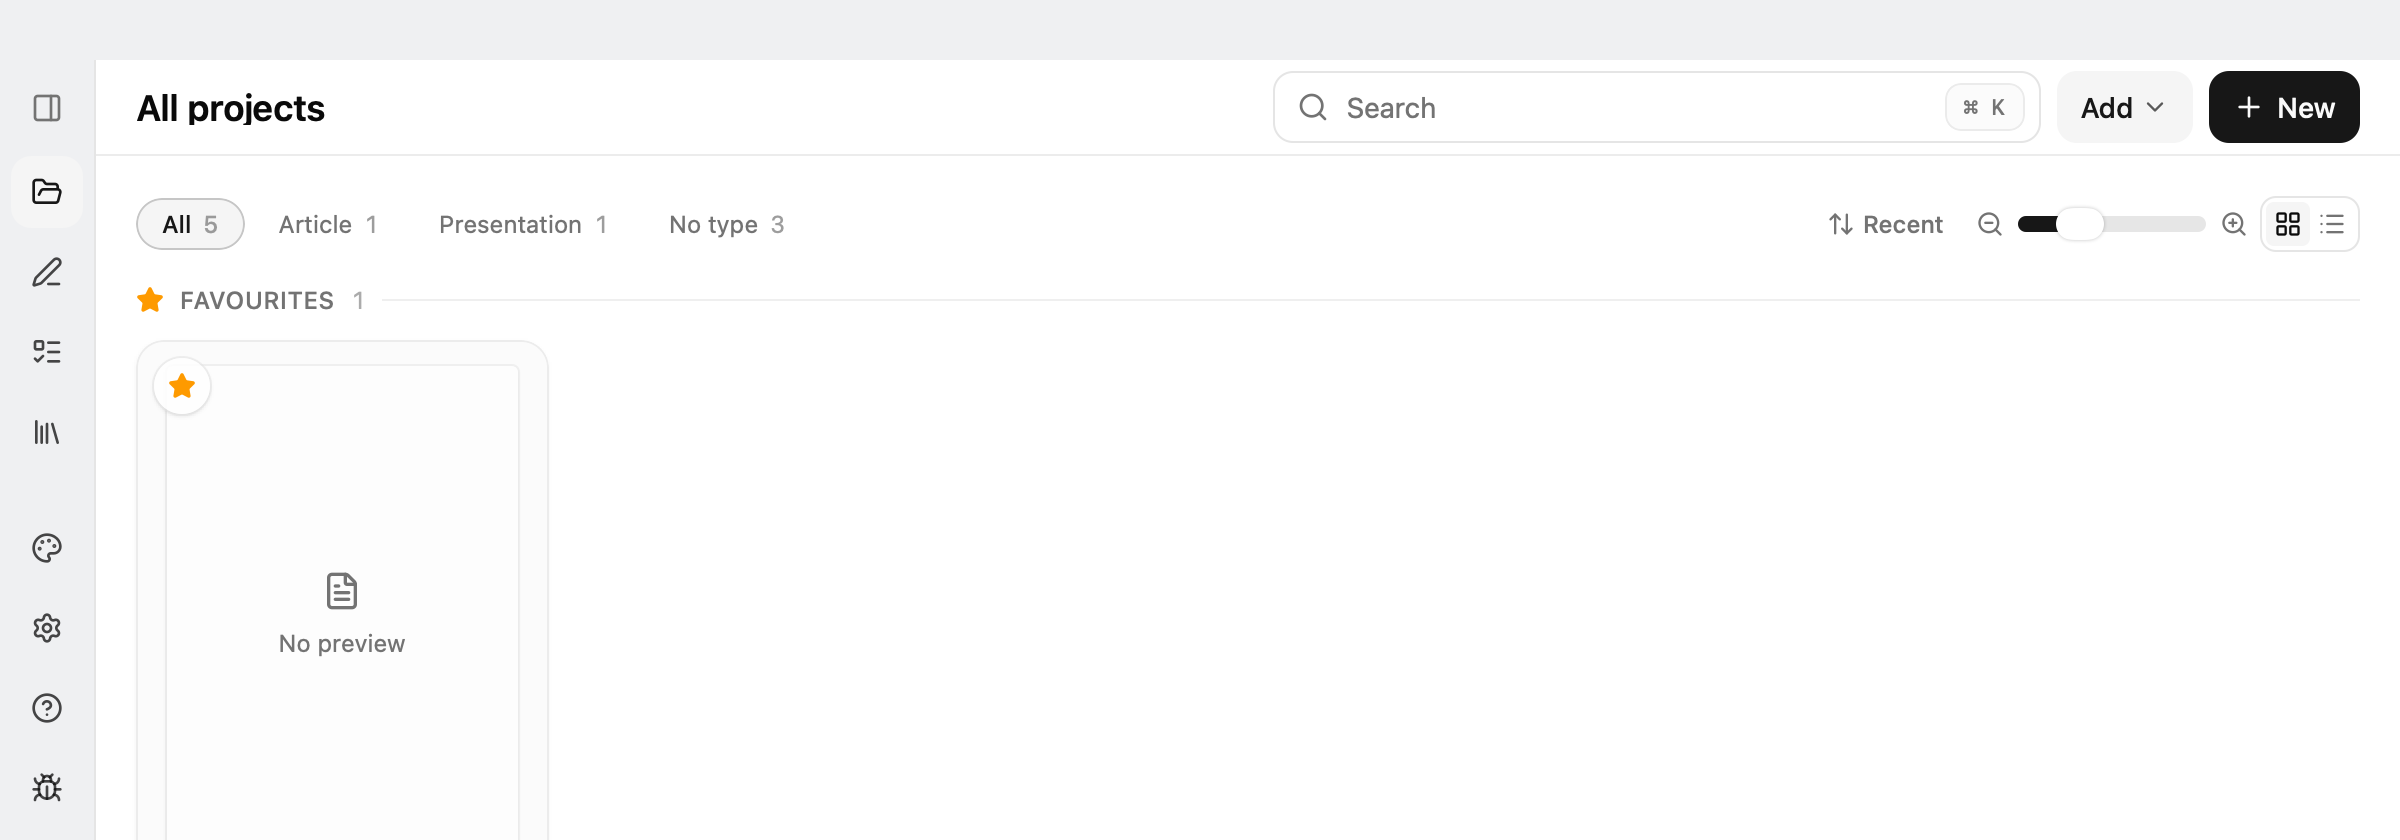 All projects
Search
⌘ K
Add
New
All 5
Article 1
Presentation 1
No type 3
Recent
FAVOURITES 1
No preview